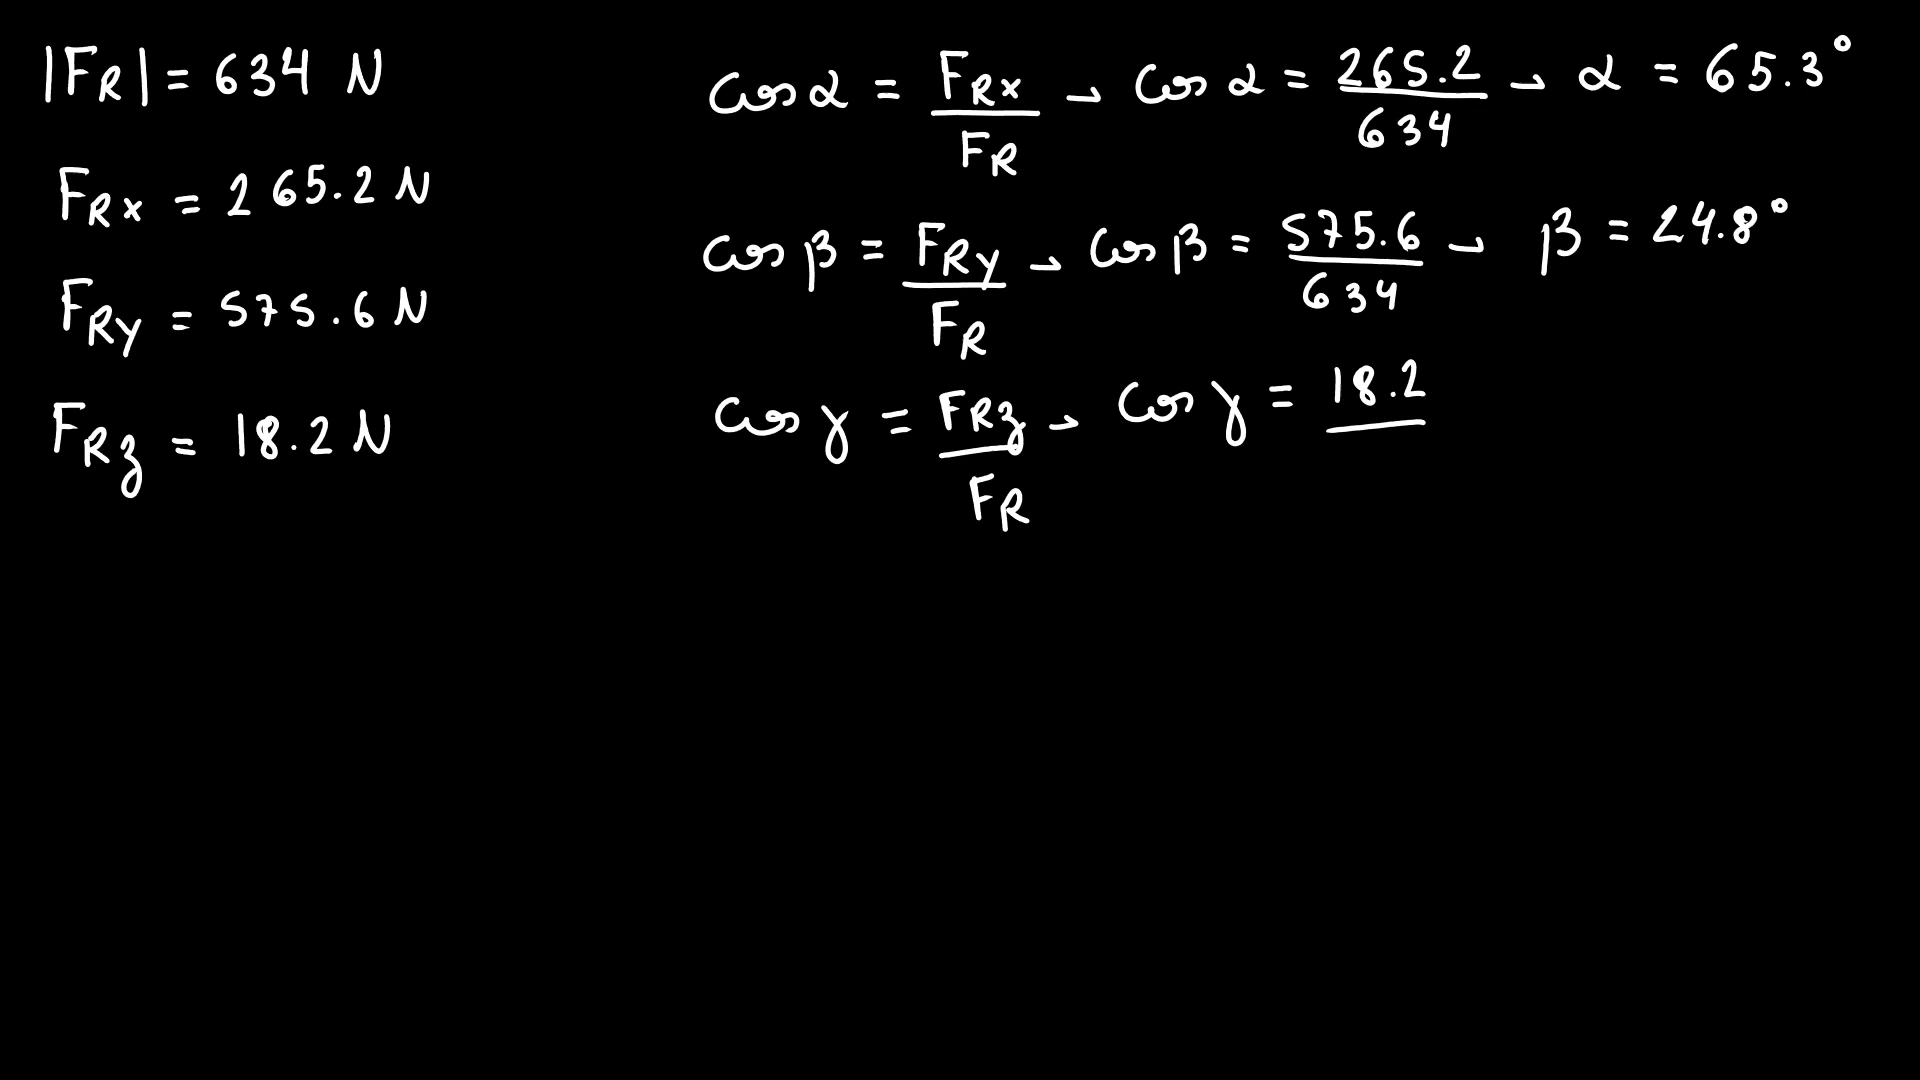 |FR| = 634 N
FRx = 265.2 N
FRy = 575.6 N
FRz = 18.2 N
cos α = FRx / FR → cos α = 265.2 / 634 → α = 65.3°
cos β = FRy / FR → cos β = 575.6 / 634 → β = 24.8°
cos γ = FRz / FR → cos γ = 18.2 /